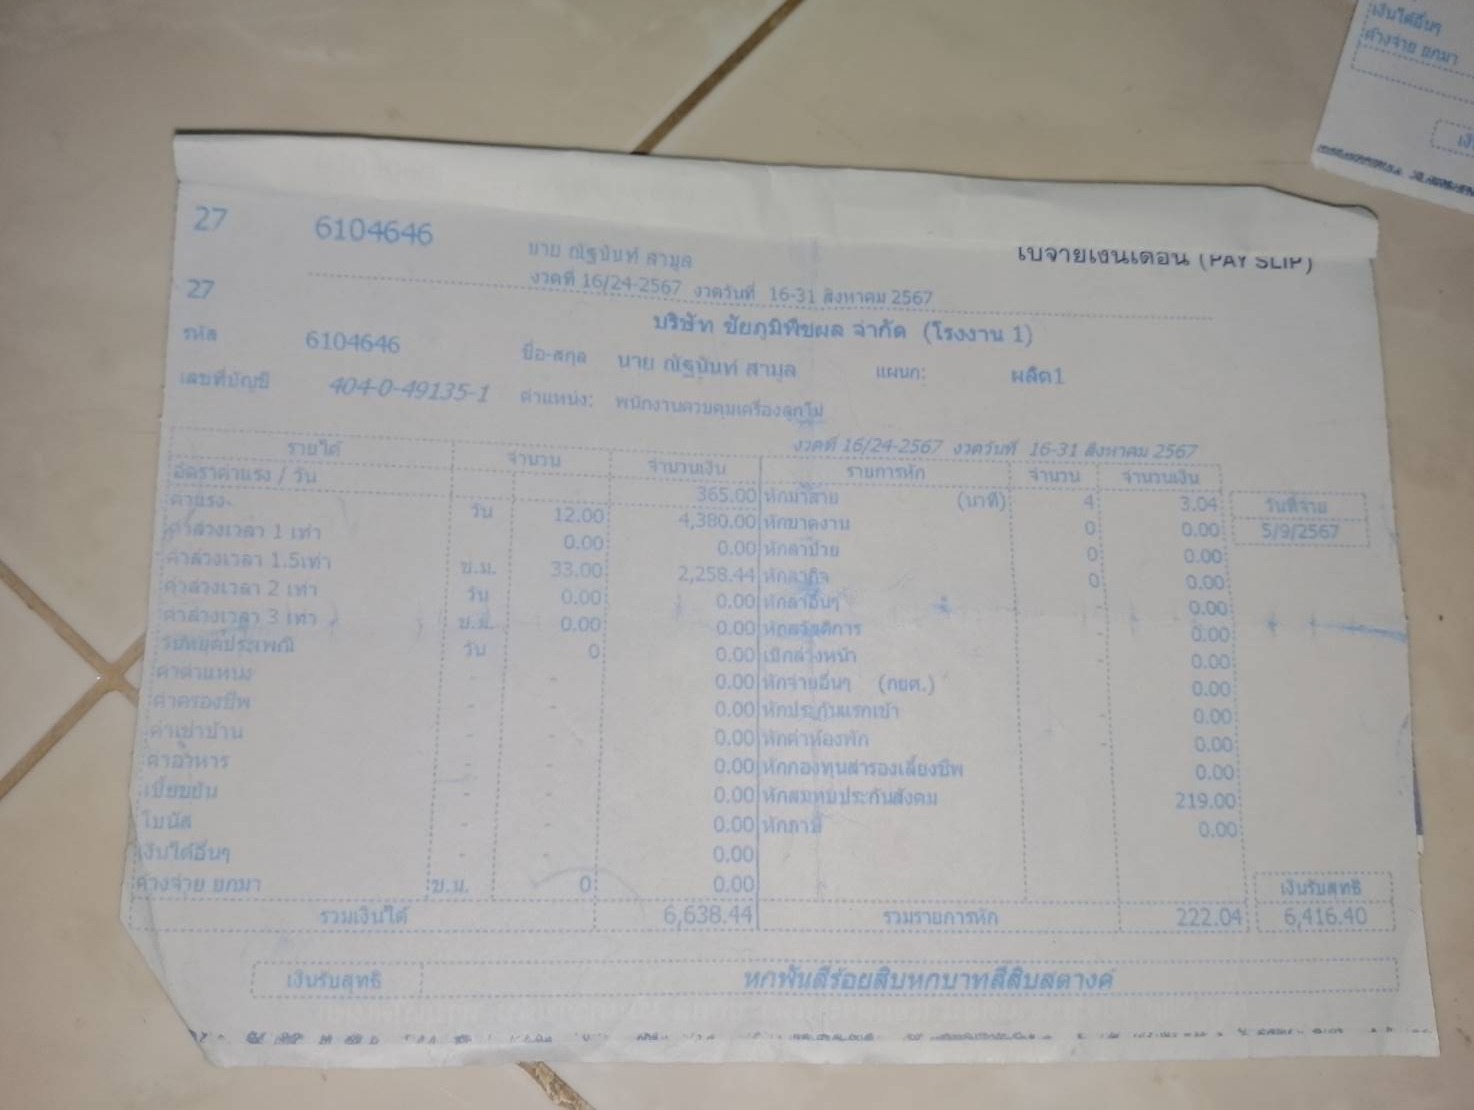 เงินได้อื่นๆ
ค้างจ่าย ยกมา
27 6104646 นาย ณัฐนันท์ สามูล ใบจ่ายเงินเดือน (PAY SLIP)
งวดที่ 16/24-2567 งวดวันที่ 16-31 สิงหาคม 2567
27 บริษัท ชัยภูมิพืชผล จำกัด (โรงงาน 1)
รหัส 6104646 ชื่อ-สกุล นาย ณัฐนันท์ สามูล แผนก: ผลิต1
เลขที่บัญชี 404-0-49135-1 ตำแหน่ง: พนักงานควบคุมเครื่องลูกโม่
งวดที่ 16/24-2567 งวดวันที่ 16-31 สิงหาคม 2567
รายได้ จำนวน จำนวนเงิน รายการหัก จำนวน จำนวนเงิน
อัตราค่าแรง / วัน 365.00 หักมาสาย (นาที) 4 3.04 วันที่จ่าย
ค่าแรง วัน 12.00 4,380.00 หักขาดงาน 0 0.00 5/9/2567
ค่าล่วงเวลา 1 เท่า 0.00 0.00 หักลาป่วย 0 0.00
ค่าล่วงเวลา 1.5เท่า ช.ม. 33.00 2,258.44 หักลากิจ 0 0.00
ค่าล่วงเวลา 2 เท่า วัน 0.00 0.00 หักลาอื่นๆ - 0.00
ค่าล่วงเวลา 3 เท่า ช.ม. 0.00 0.00 หักสวัสดิการ 0.00
วันหยุดประเพณี วัน 0 0.00 เบิกล่วงหน้า - 0.00
ค่าตำแหน่ง - - 0.00 หักจ่ายอื่นๆ (กยศ.) 0.00
ค่าครองชีพ - - 0.00 หักประกันแรกเข้า - 0.00
ค่าเช่าบ้าน - - 0.00 หักค่าห้องพัก - 0.00
ค่าอาหาร - - 0.00 หักกองทุนสำรองเลี้ยงชีพ 0.00
เบี้ยขยัน - - 0.00 หักสมทบประกันสังคม 219.00
โบนัส - - 0.00 หักภาษี 0.00
เงินได้อื่นๆ - - 0.00
ค้างจ่าย ยกมา ช.ม. 0 0.00 เงินรับสุทธิ
รวมเงินได้ 6,638.44 รวมรายการหัก 222.04 6,416.40
เงินรับสุทธิ หกพันสี่ร้อยสิบหกบาทสี่สิบสตางค์